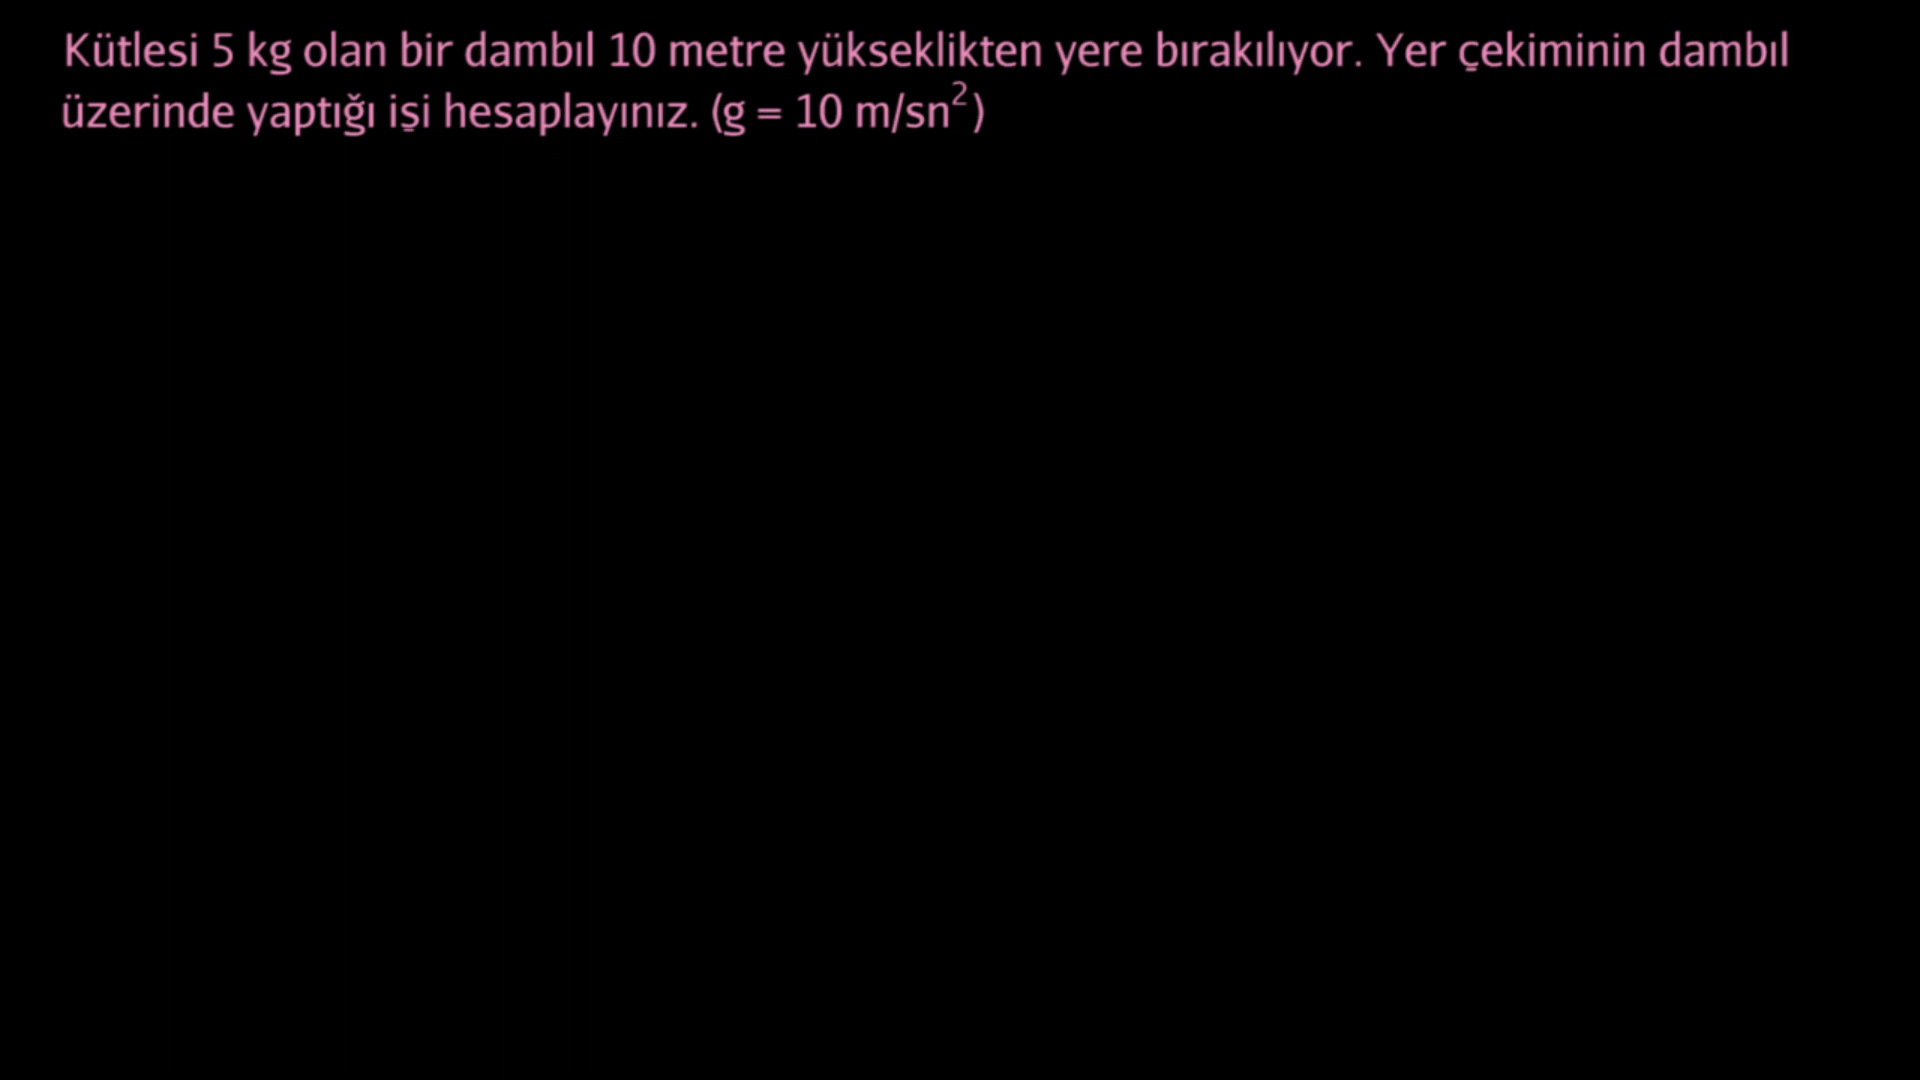 Kütlesi 5 kg olan bir dambıl 10 metre yükseklikten yere bırakılıyor. Yer çekiminin dambıl
üzerinde yaptığı işi hesaplayınız. (g = 10 m/sn²)